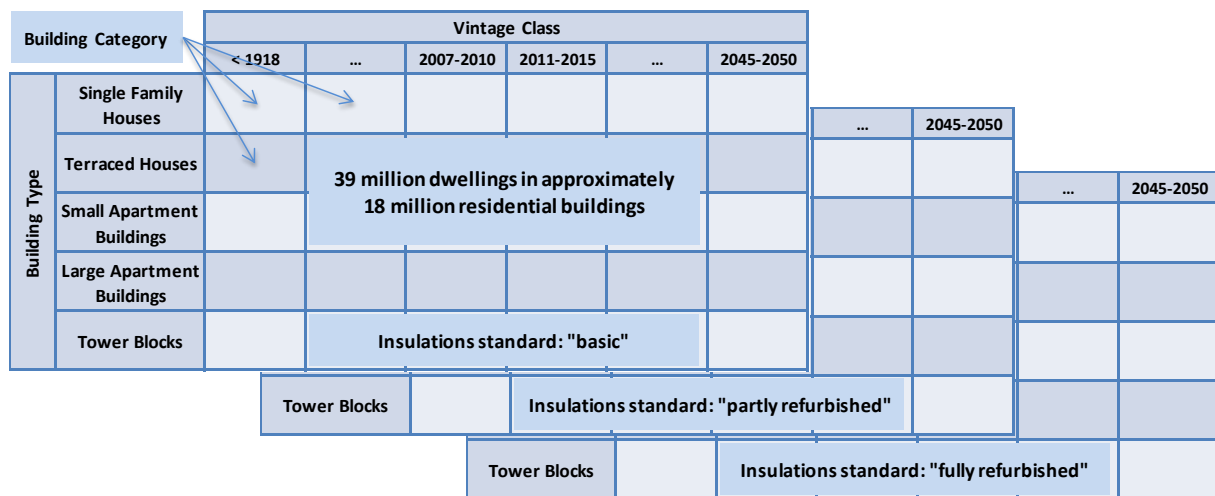 Building Category
Vintage Class
< 1918
...
2007-2010
2011-2015
...
2045-2050
Building Type
Single Family
Houses
Terraced Houses
Small Apartment
Buildings
Large Apartment
Buildings
Tower Blocks
39 million dwellings in approximately
18 million residential buildings
Insulations standard: "basic"
...
2045-2050
Tower Blocks
Insulations standard: "partly refurbished"
...
2045-2050
Tower Blocks
Insulations standard: "fully refurbished"